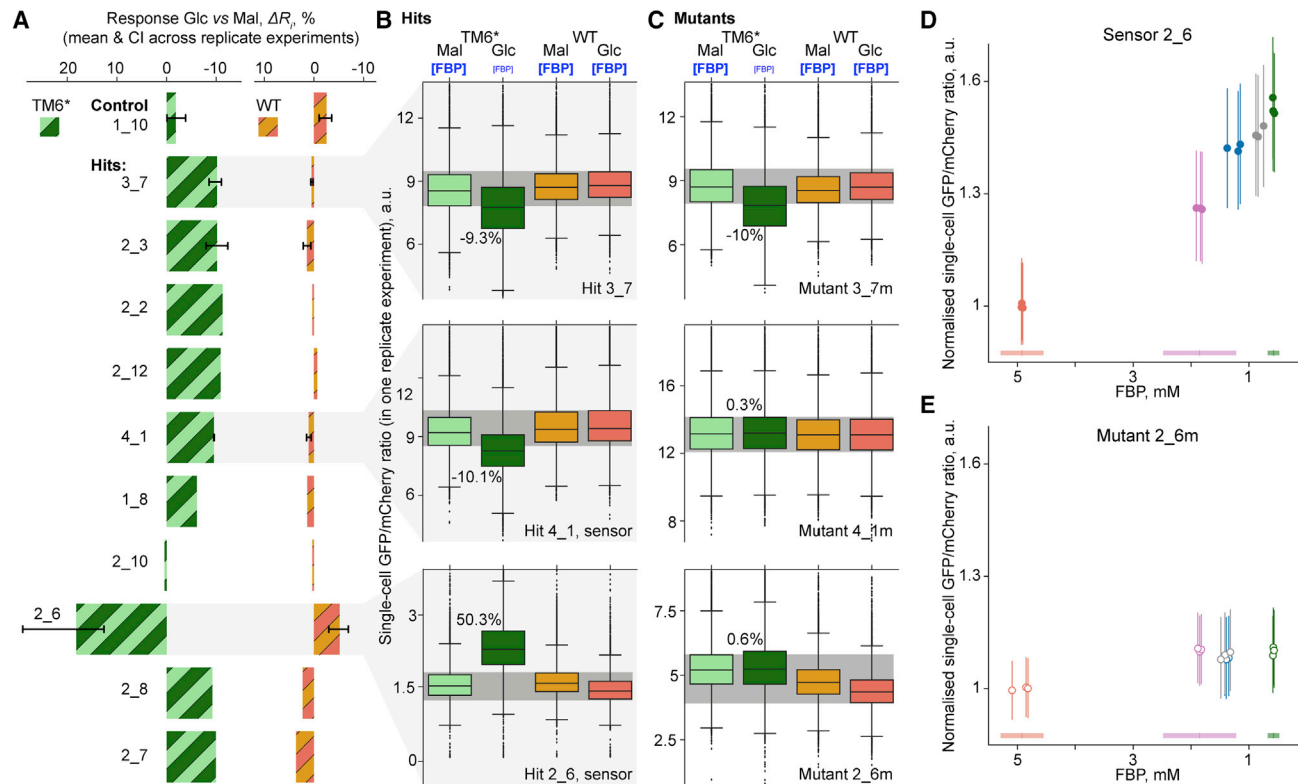 A
Response Glc vs Mal, ΔRᵢ, %
(mean & CI across replicate experiments)
20 0 -10 10 0 -10
TM6* Control WT
1_10
Hits:
3_7
2_3
2_2
2_12
4_1
1_8
2_10
2_6
2_8
2_7
B Hits
TM6* WT
Mal Glc Mal Glc
[FBP] [FBP] [FBP] [FBP]
Single-cell GFP/mCherry ratio (in one replicate experiment), a.u.
12
9
6
-9.3%
Hit 3_7
12
9
6
-10.1%
Hit 4_1, sensor
3
1.5
0
50.3%
Hit 2_6, sensor
C Mutants
TM6* WT
Mal Glc Mal Glc
[FBP] [FBP] [FBP] [FBP]
12
9
6
-10%
Mutant 3_7m
16
12
8
0.3%
Mutant 4_1m
7.5
5
2.5
0.6%
Mutant 2_6m
D
Sensor 2_6
Normalised single-cell GFP/mCherry ratio, a.u.
1.6
1.3
1
5 3 1
FBP, mM
E
Mutant 2_6m
Normalised single-cell GFP/mCherry ratio, a.u.
1.6
1.3
1
5 3 1
FBP, mM